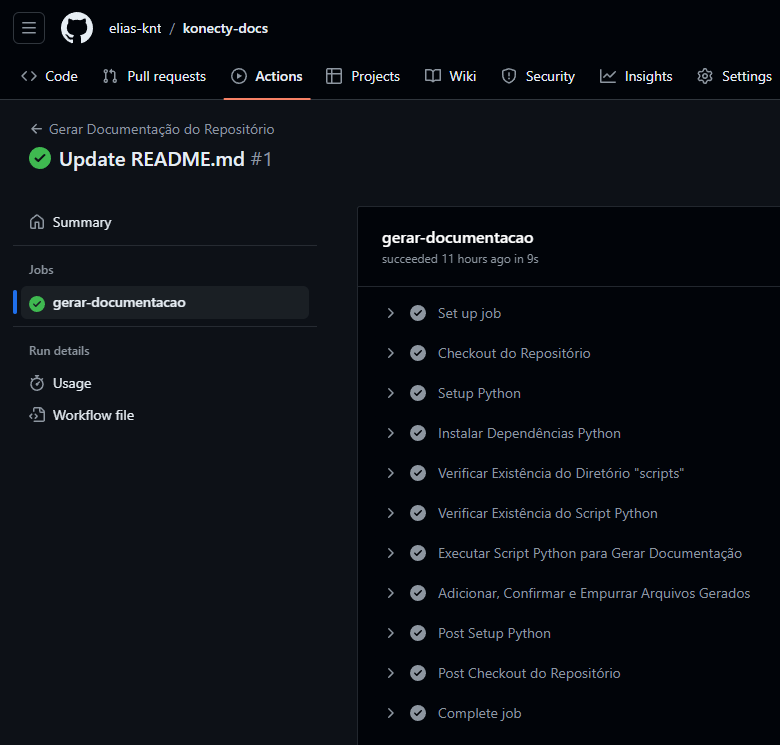 elias-knt / konecty-docs
Code Pull requests Actions Projects Wiki Security Insights Settings
Gerar Documentação do Repositório
Update README.md #1
Summary
Jobs
gerar-documentacao
Run details
Usage
Workflow file
gerar-documentacao
succeeded 11 hours ago in 9s
Set up job
Checkout do Repositório
Setup Python
Instalar Dependências Python
Verificar Existência do Diretório "scripts"
Verificar Existência do Script Python
Executar Script Python para Gerar Documentação
Adicionar, Confirmar e Empurrar Arquivos Gerados
Post Setup Python
Post Checkout do Repositório
Complete job